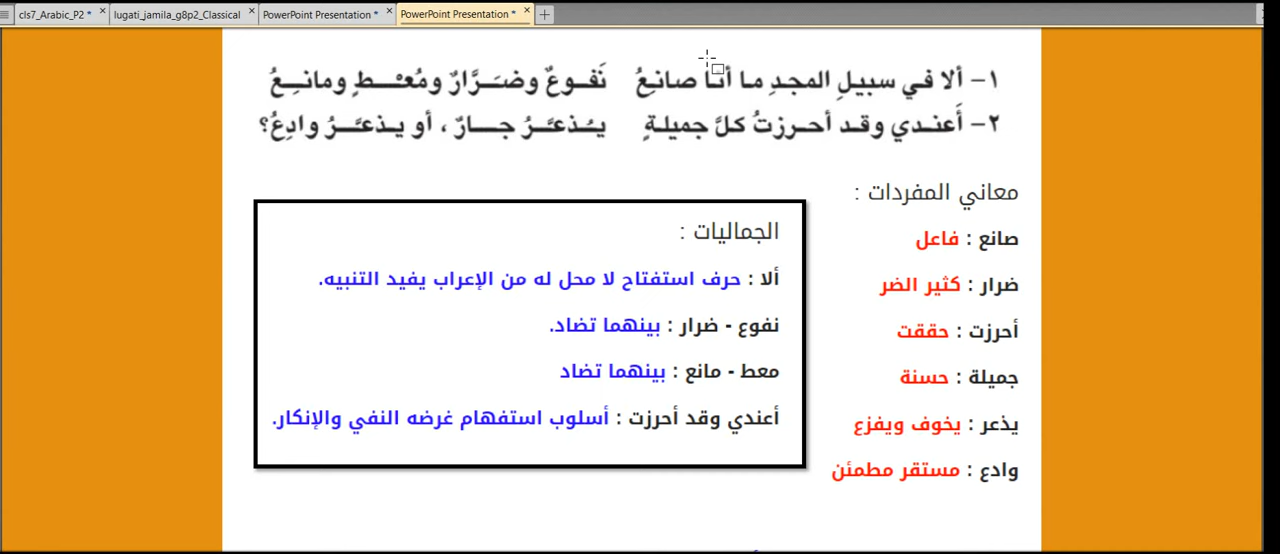 cls7_Arabic_P2 * lugati_jamila_g8p2_Classical PowerPoint Presentation * PowerPoint Presentation *
١- ألا في سبيلِ المجدِ ما أنا صانِعُ نَفوعٌ وضَرَّارٌ ومُعْطٍ ومانِعُ
٢- أَعندي وقد أحرزتُ كلَّ جميلةٍ يُذعَرُ جارٌ ، أو يذعَرُ وادِعُ؟
معاني المفردات :
صانع : فاعل
ضرار : كثير الضر
أحرزت : حققت
جميلة : حسنة
يذعر : يخوف ويفزع
وادع : مستقر مطمئن
الجماليات :
ألا : حرف استفتاح لا محل له من الإعراب يفيد التنبيه.
نفوع - ضرار : بينهما تضاد.
معط - مانع : بينهما تضاد
أعندي وقد أحرزت : أسلوب استفهام غرضه النفي والإنكار.